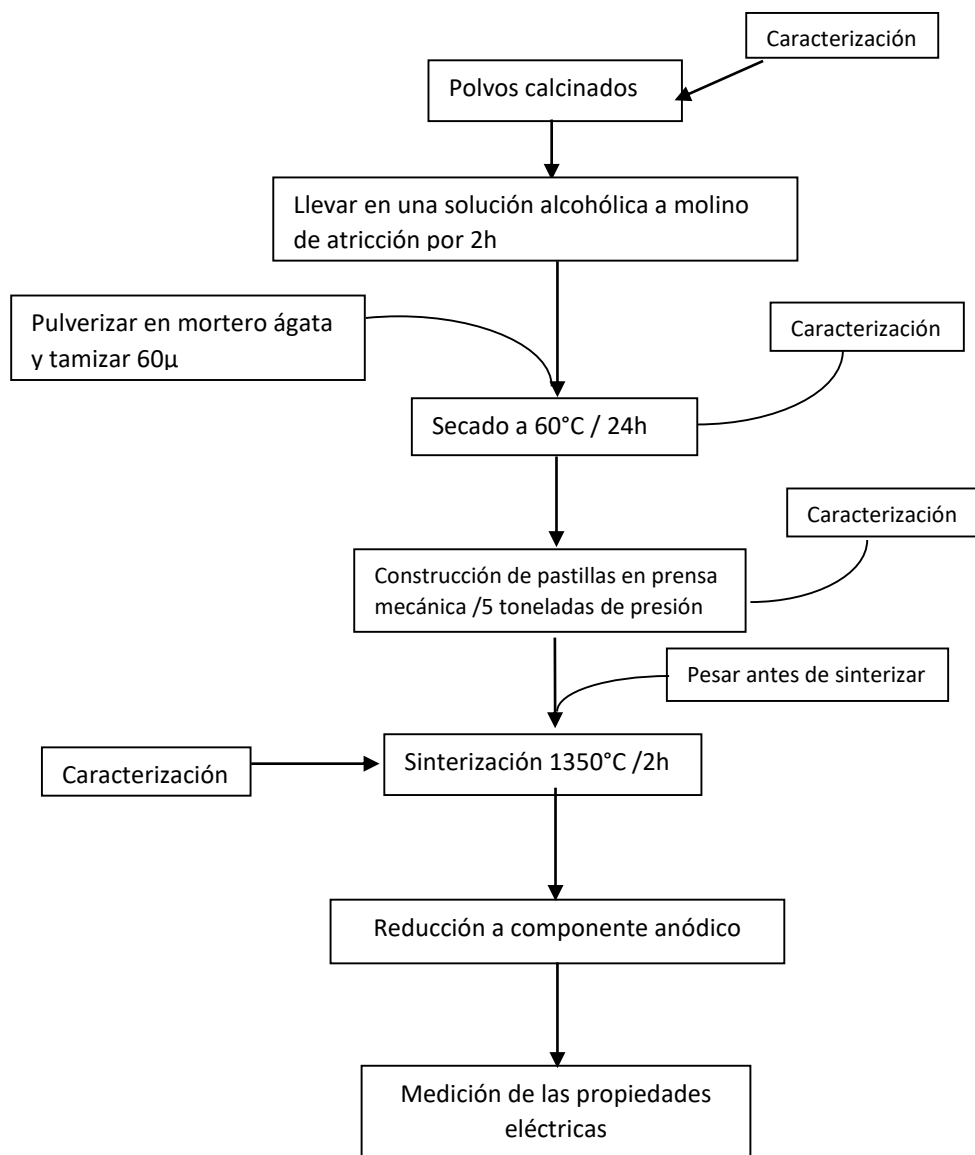 Caracterización
Polvos calcinados
Llevar en una solución alcohólica a molino
de atricción por 2h
Pulverizar en mortero ágata
y tamizar 60µ
Caracterización
Secado a 60°C / 24h
Caracterización
Construcción de pastillas en prensa
mecánica /5 toneladas de presión
Pesar antes de sinterizar
Sinterización 1350°C /2h
Caracterización
Reducción a componente anódico
Medición de las propiedades
eléctricas